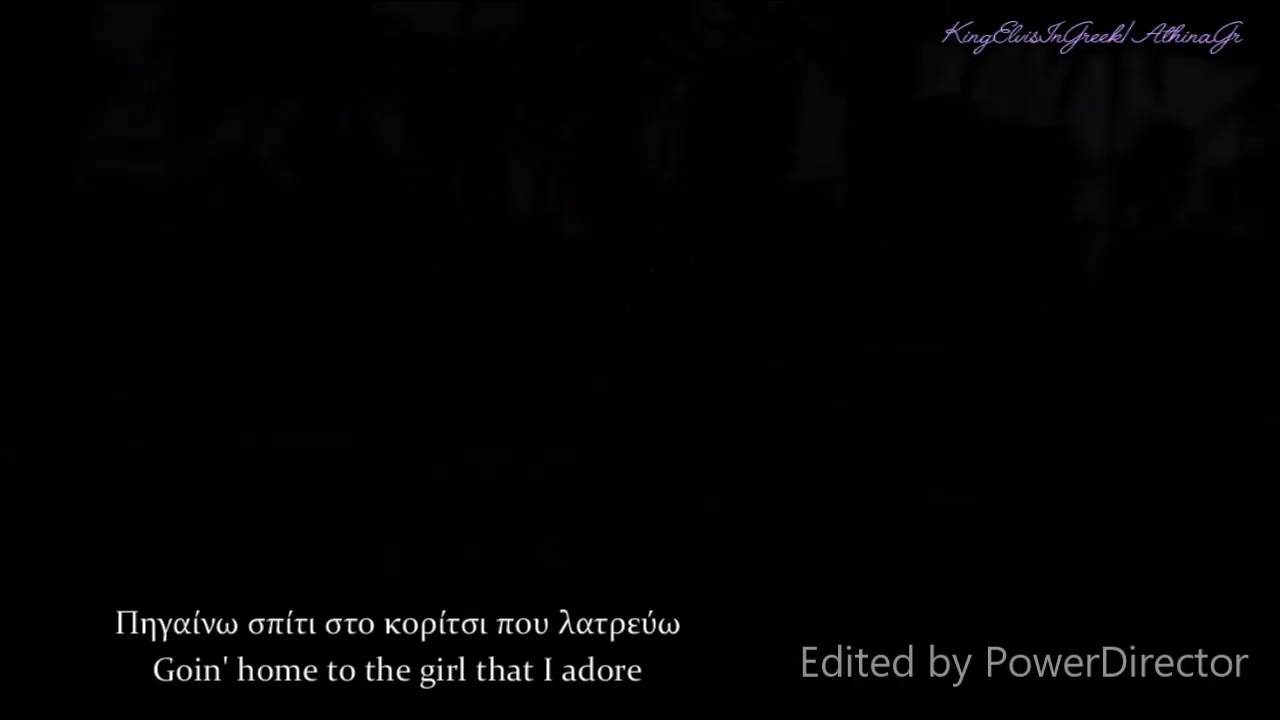 KingElvisInGreek/AthinaGr
Πηγαίνω σπίτι στο κορίτσι που λατρεύω
Goin' home to the girl that I adore
Edited by PowerDirector